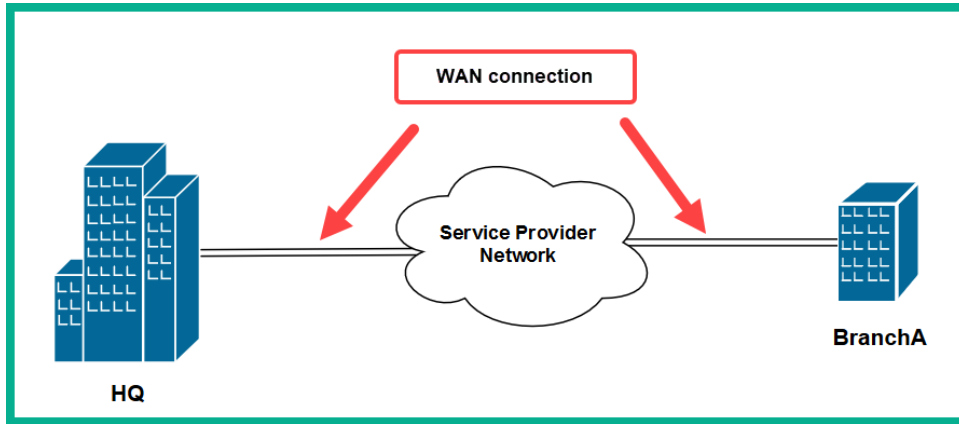 WAN connection
Service Provider
Network
BranchA
HQ